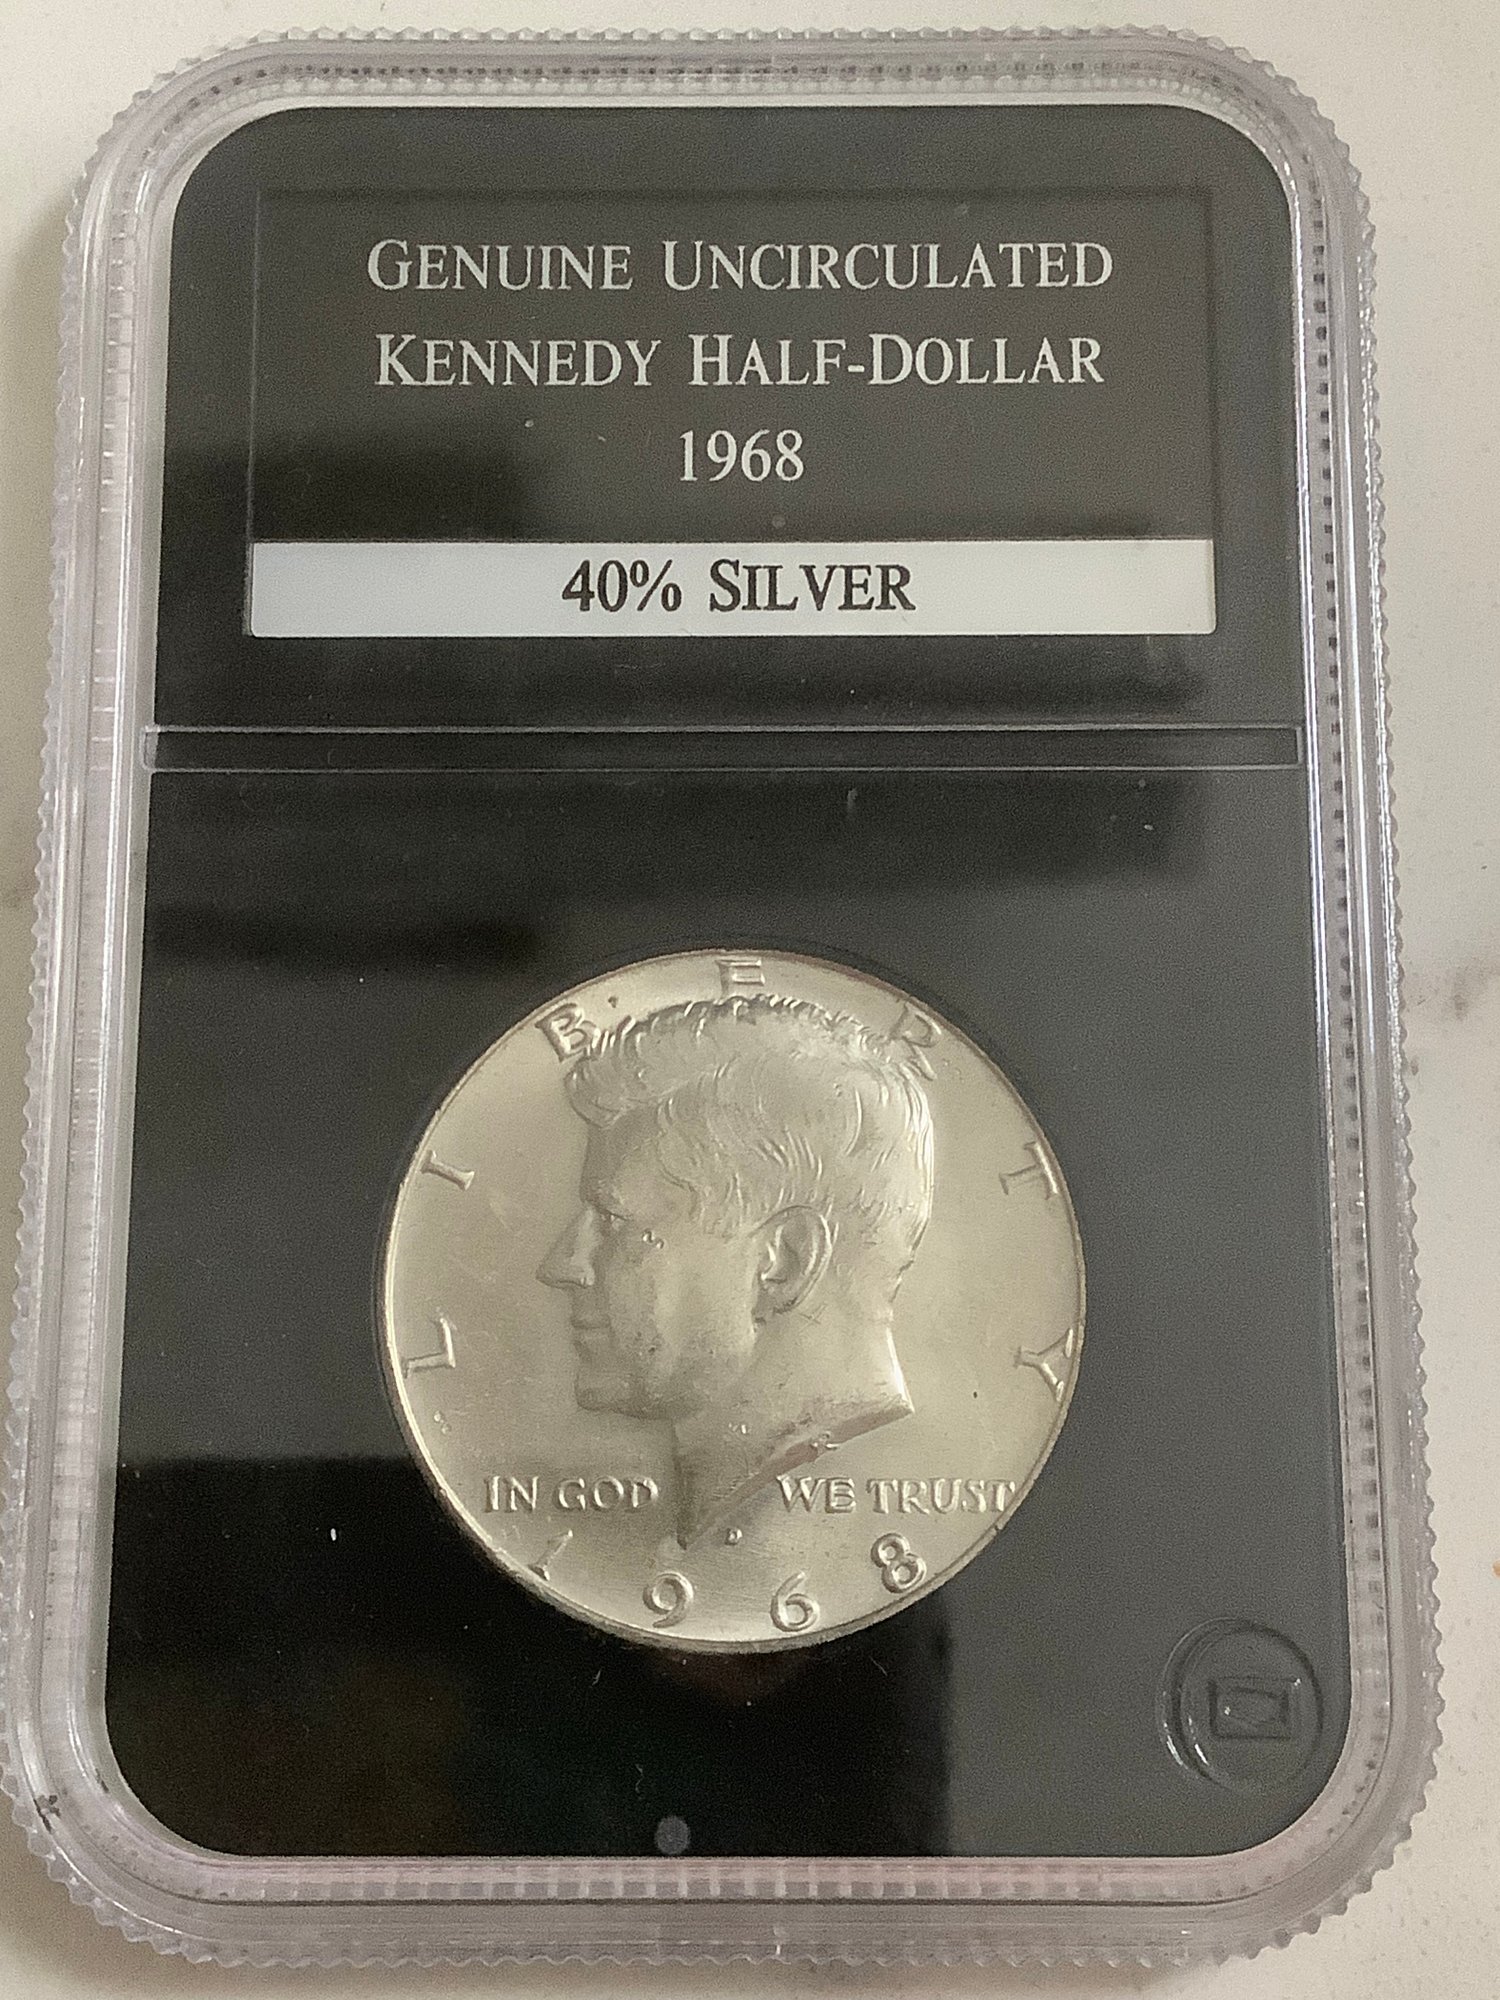 GENUINE UNCIRCULATED
KENNEDY HALF-DOLLAR
1968
40% SILVER
LIBERTY
IN GOD WE TRUST
1968